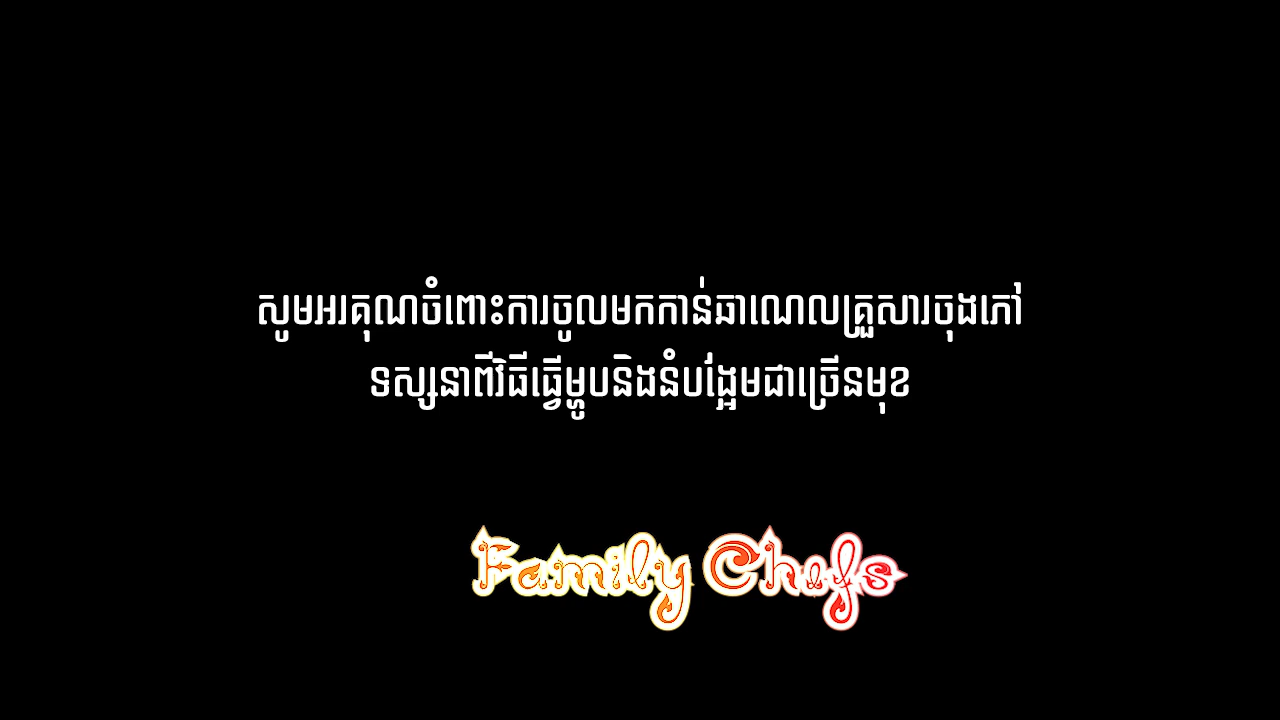 សូមអរគុណចំពោះការចូលមកកាន់ឆាណេលគ្រួសារចុងភៅ
ទស្សនាពីវិធីធ្វើម្ហូបនិងនំបង្អែមជាច្រើនមុខ
Family Chefs